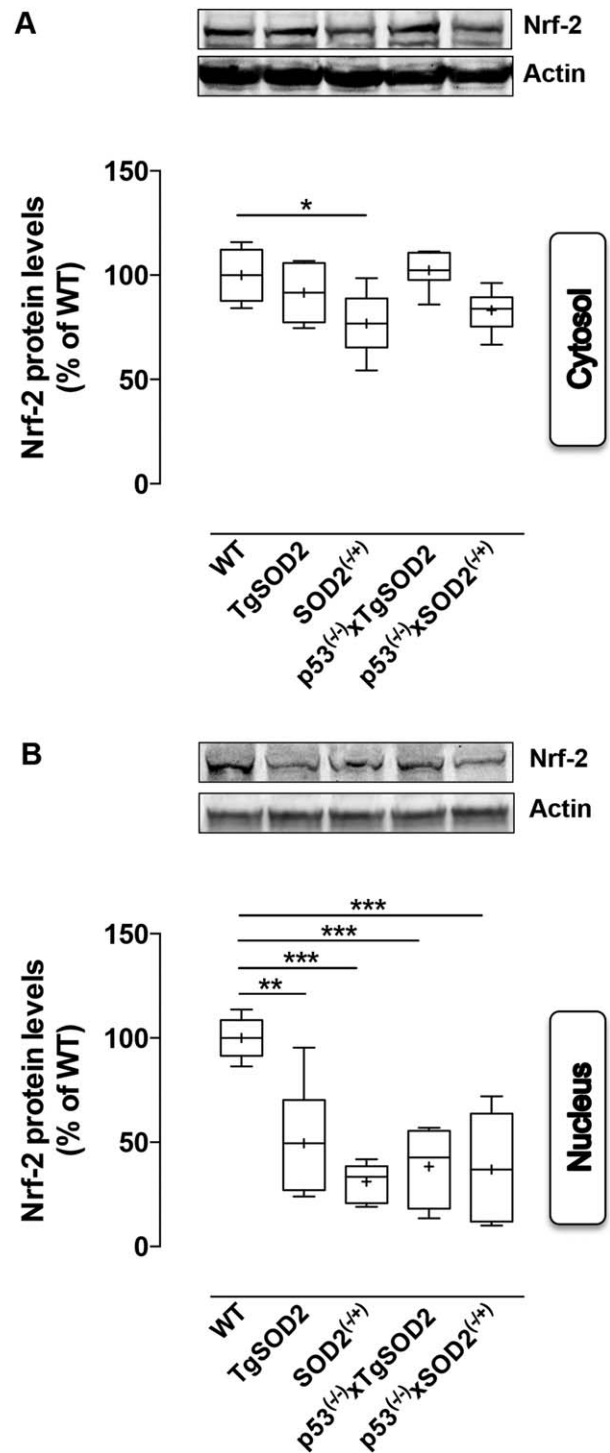 A
Nrf-2
Actin
Nrf-2 protein levels
(% of WT)
150
100
50
0
*
Cytosol
WT
TgSOD2
SOD2(-/+)
p53(-/-)xTgSOD2
p53(-/-)xSOD2(-/+)
B
Nrf-2
Actin
Nrf-2 protein levels
(% of WT)
150
100
50
0
***
***
***
**
Nucleus
WT
TgSOD2
SOD2(-/+)
p53(-/-)xTgSOD2
p53(-/-)xSOD2(-/+)